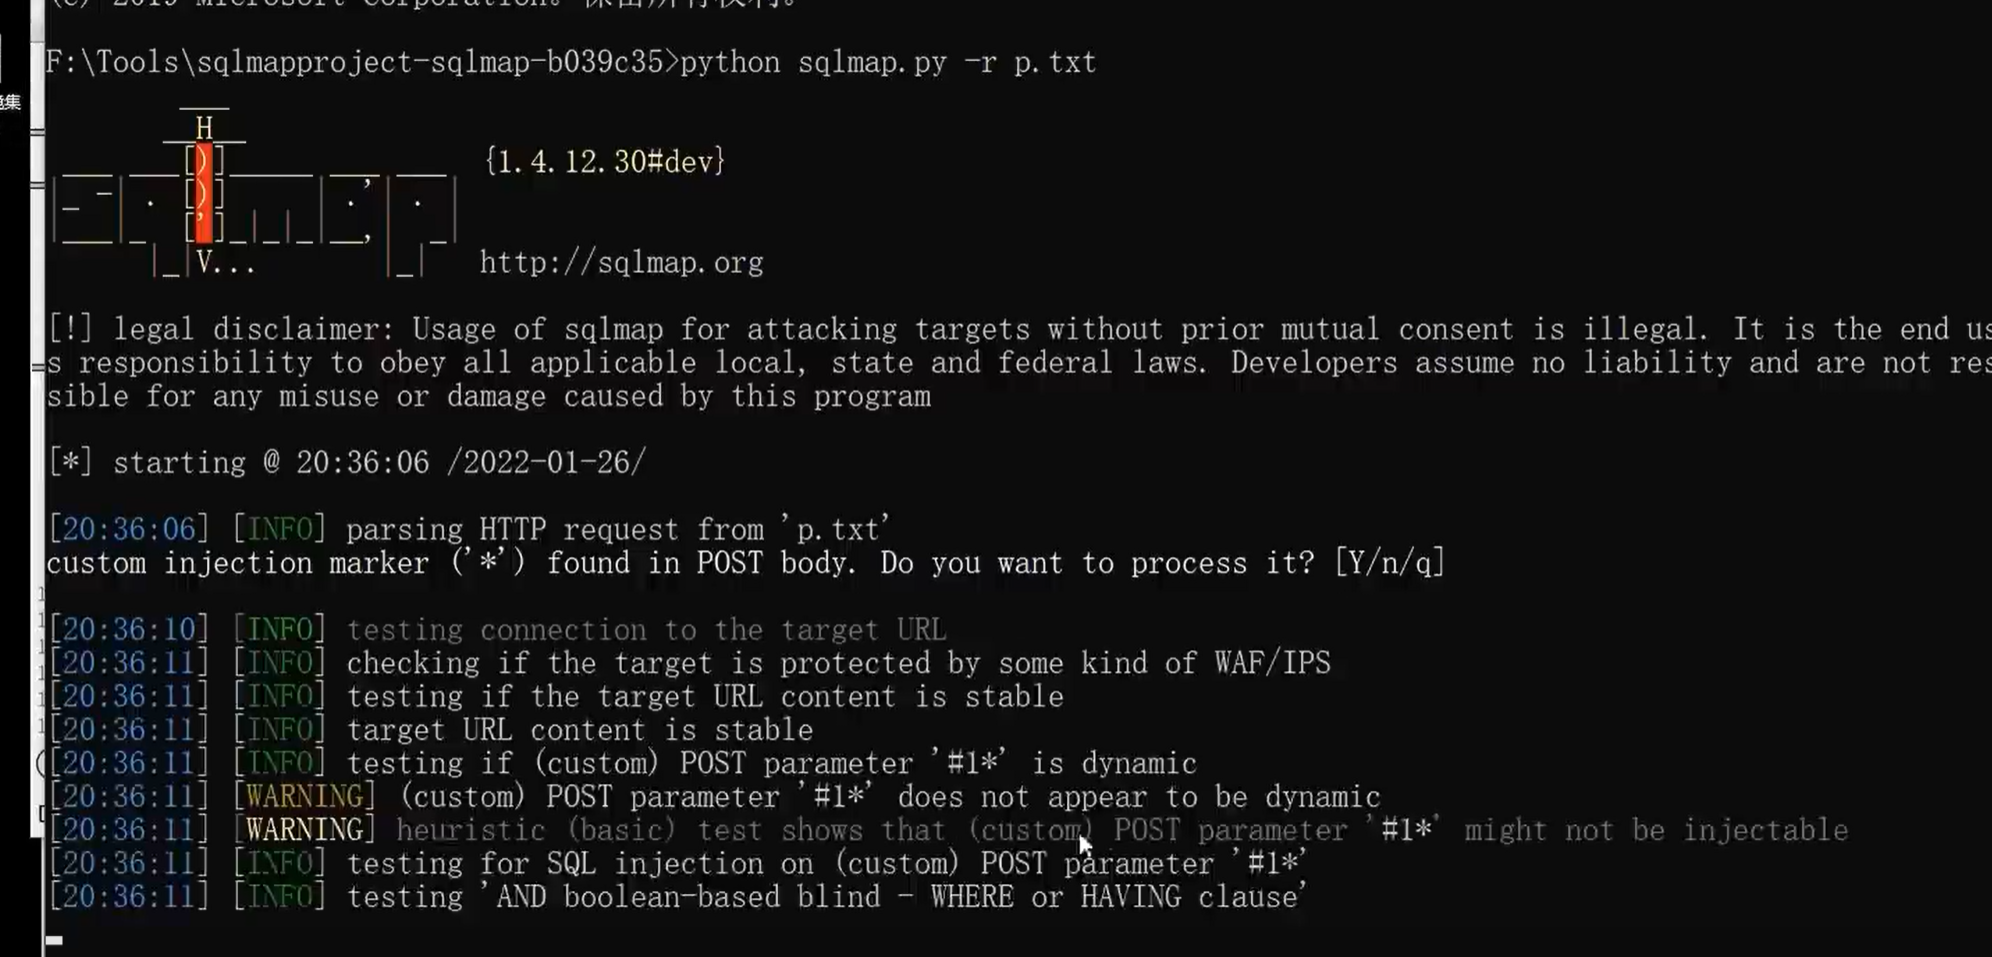 (c) 2019 Microsoft Corporation。保留所有权利。
F:\Tools\sqlmapproject-sqlmap-b039c35>python sqlmap.py -r p.txt
H
{1.4.12.30#dev}
V...
http://sqlmap.org
[!] legal disclaimer: Usage of sqlmap for attacking targets without prior mutual consent is illegal. It is the end us
s responsibility to obey all applicable local, state and federal laws. Developers assume no liability and are not res
sible for any misuse or damage caused by this program
[*] starting @ 20:36:06 /2022-01-26/
[20:36:06] [INFO] parsing HTTP request from 'p.txt'
custom injection marker ('*') found in POST body. Do you want to process it? [Y/n/q]
[20:36:10] [INFO] testing connection to the target URL
[20:36:11] [INFO] checking if the target is protected by some kind of WAF/IPS
[20:36:11] [INFO] testing if the target URL content is stable
[20:36:11] [INFO] target URL content is stable
[20:36:11] [INFO] testing if (custom) POST parameter '#1*' is dynamic
[20:36:11] [WARNING] (custom) POST parameter '#1*' does not appear to be dynamic
[20:36:11] [WARNING] heuristic (basic) test shows that (custom) POST parameter '#1*' might not be injectable
[20:36:11] [INFO] testing for SQL injection on (custom) POST parameter '#1*'
[20:36:11] [INFO] testing 'AND boolean-based blind - WHERE or HAVING clause'